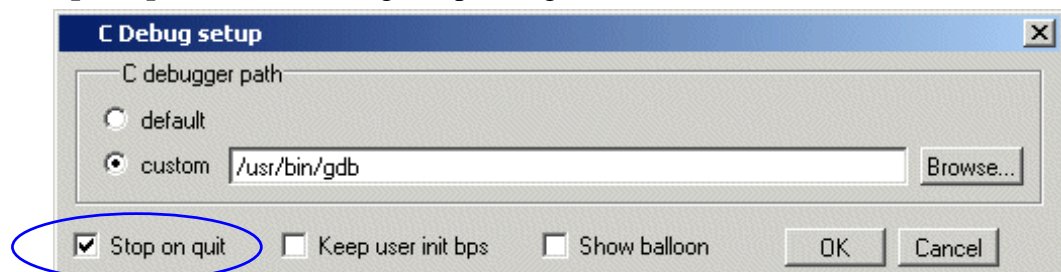 C Debug setup
C debugger path
default
custom /usr/bin/gdb Browse...
Stop on quit Keep user init bps Show balloon OK Cancel